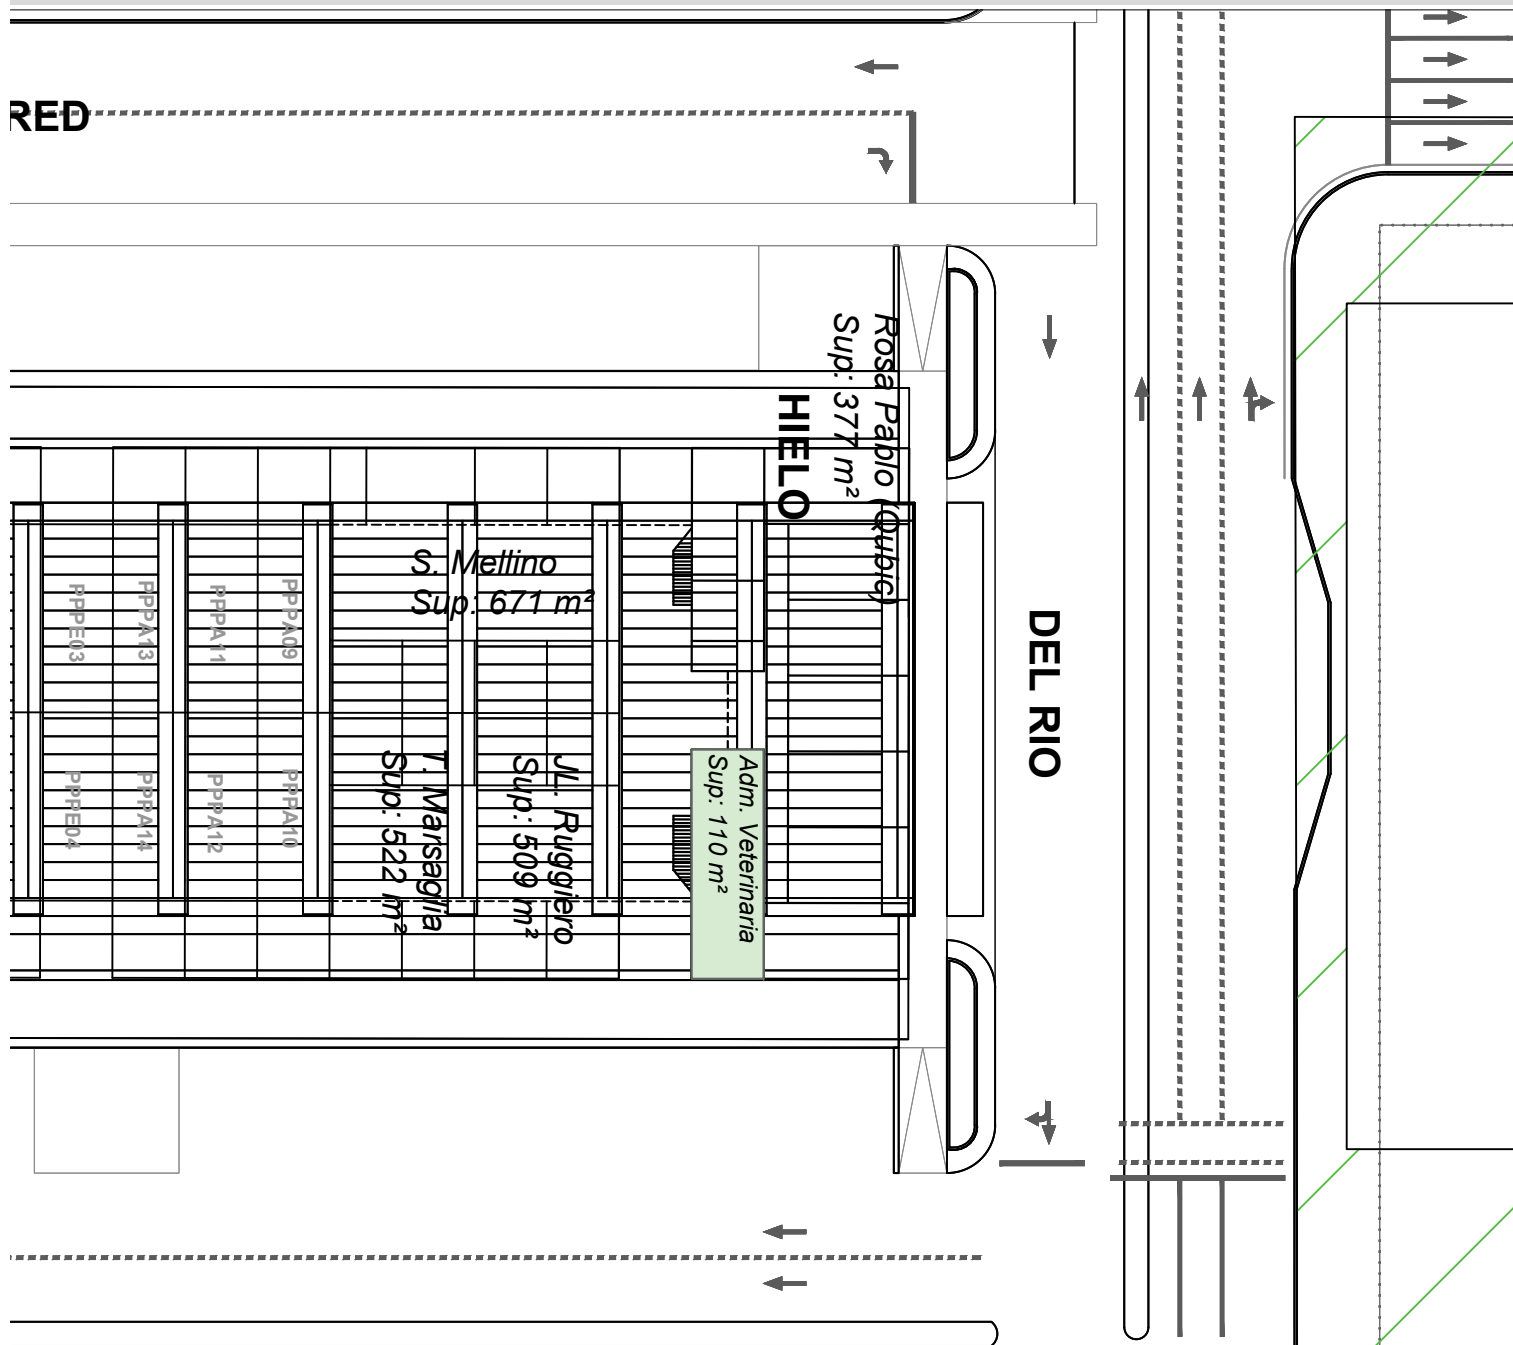 RED
Rosa Pablo (Qubic)
Sup: 377 m²
HIELO
S. Mellino
Sup: 671 m²
PPPE03
PPPA13
PPPA11
PPPA09
DEL RIO
T. Marsaglia
Sup: 522 m²
JL. Ruggiero
Sup: 509 m²
Adm. Veterinaria
Sup: 110 m²
PPPE04
PPPA14
PPPA12
PPPA10